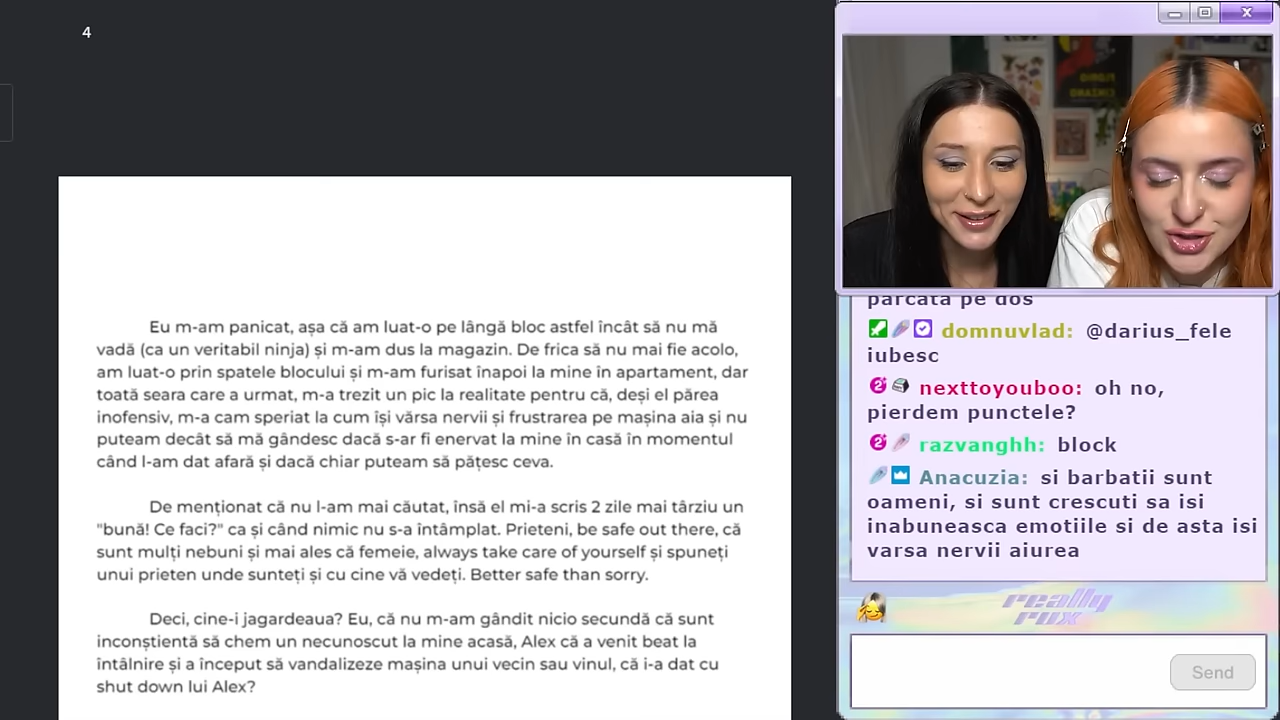 4
Eu m-am panicat, așa că am luat-o pe lângă bloc astfel încât să nu mă
vadă (ca un veritabil ninja) și m-am dus la magazin. De frica să nu mai fie acolo,
am luat-o prin spatele blocului și m-am furisat înapoi la mine în apartament, dar
toată seara care a urmat, m-a trezit un pic la realitate pentru că, deși el părea
inofensiv, m-a cam speriat la cum își vărsa nervii și frustrarea pe mașina aia și nu
puteam decât să mă gândesc dacă s-ar fi enervat la mine în casă în momentul
când l-am dat afară și dacă chiar puteam să pățesc ceva.
De menționat că nu l-am mai căutat, însă el mi-a scris 2 zile mai târziu un
"bună! Ce faci?" ca și când nimic nu s-a întâmplat. Prieteni, be safe out there, că
sunt mulți nebuni și mai ales că femeie, always take care of yourself și spuneți
unui prieten unde sunteți și cu cine vă vedeți. Better safe than sorry.
Deci, cine-i jagardeaua? Eu, că nu m-am gândit nicio secundă că sunt
inconștientă să chem un necunoscut la mine acasă, Alex că a venit beat la
întâlnire și a început să vandalizeze mașina unui vecin sau vinul, că i-a dat cu
shut down lui Alex?
parcata pe dos
domnuvlad: @darius_fele
iubesc
nexttoyouboo: oh no,
pierdem punctele?
razvanghh: block
Anacuzia: si barbatii sunt
oameni, si sunt crescuti sa isi
inabuneasca emotiile si de asta isi
varsa nervii aiurea
really
rux
Send